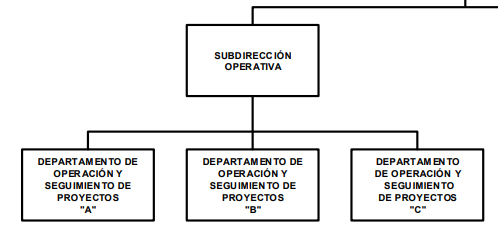 SUBDIRECCIÓN
OPERATIVA
DEPARTAMENTO DE
OPERACIÓN Y
SEGUIMIENTO DE
PROYECTOS
"A"
DEPARTAMENTO DE
OPERACIÓN Y
SEGUIMIENTO DE
PROYECTOS
"B"
DEPARTAMENTO
DE OPERACIÓN Y
SEGUIMIENTO
DE PROYECTOS
"C"